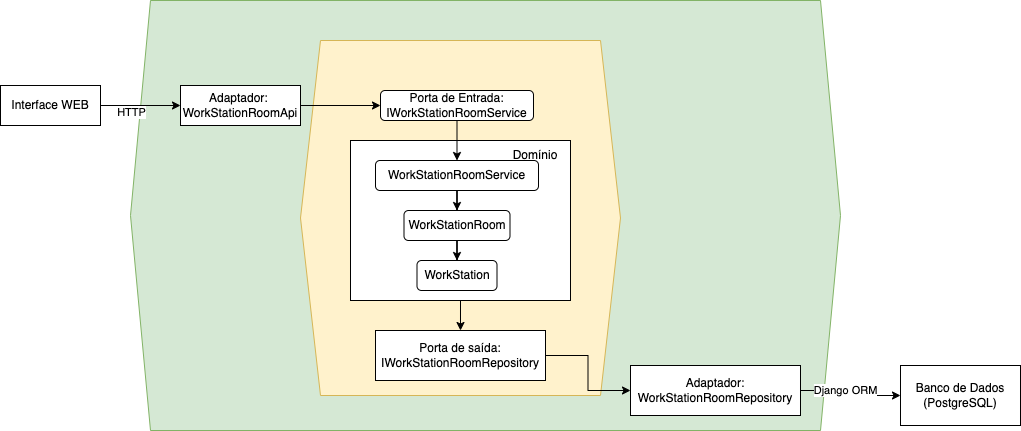 Interface WEB
HTTP
Adaptador:
WorkStationRoomApi
Porta de Entrada:
IWorkStationRoomService
Domínio
WorkStationRoomService
WorkStationRoom
WorkStation
Porta de saída:
IWorkStationRoomRepository
Adaptador:
WorkStationRoomRepository
Django ORM
Banco de Dados
(PostgreSQL)